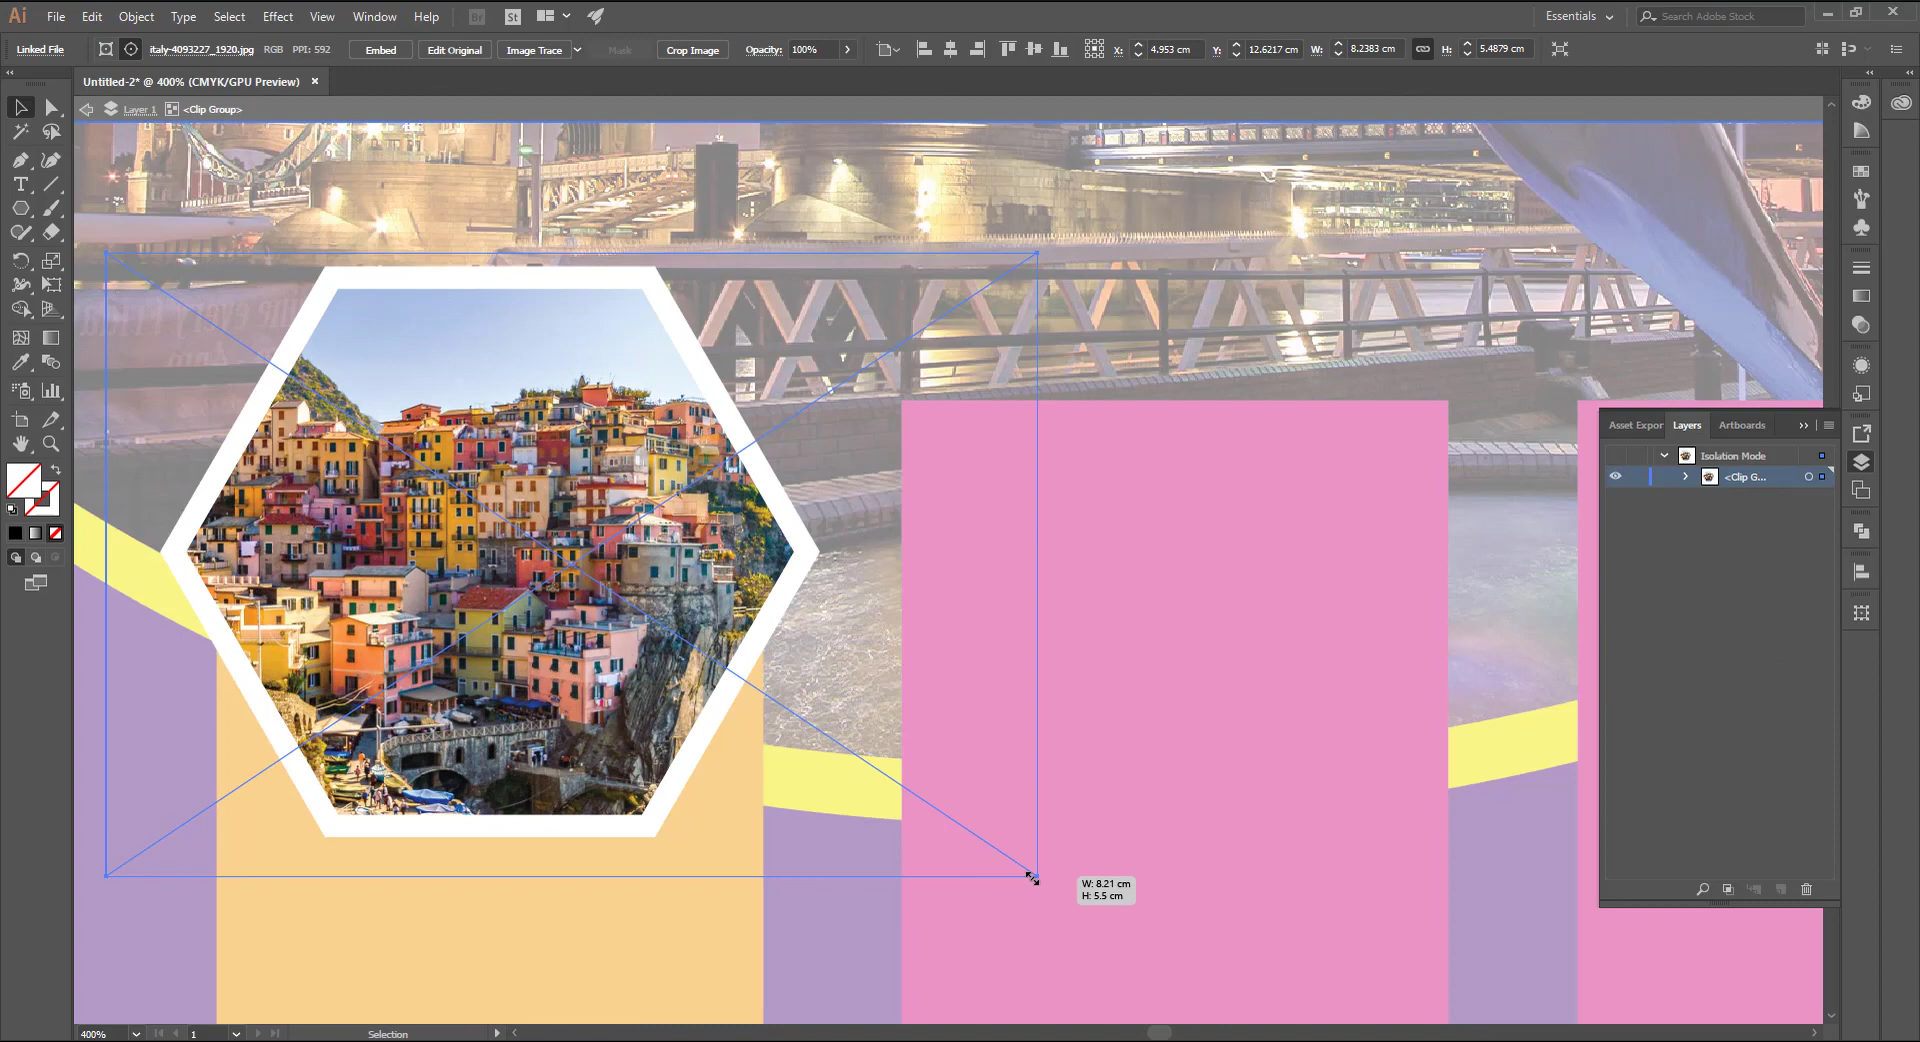 Ai File Edit Object Type Select Effect View Window Help Br St Essentials Search Adobe Stock
Linked File italy-4093227_1920.jpg RGB PPI: 592 Embed Edit Original Image Trace Mask Crop Image Opacity: 100% X: 4.953 cm Y: 12.6217 cm W: 8.2383 cm H: 5.4879 cm
Untitled-2* @ 400% (CMYK/GPU Preview) ×
Layer 1 <Clip Group>
Asset Expor Layers Artboards
Isolation Mode
<Clip G...
W: 8.21 cm
H: 5.5 cm
400% 1 Selection